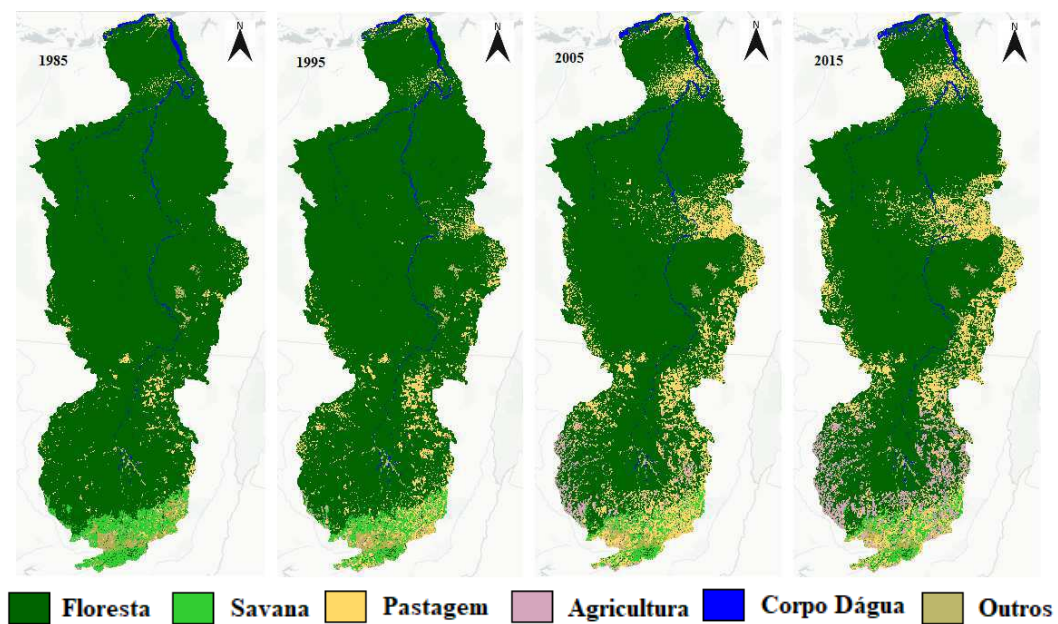 1985
N
1995
N
2005
N
2015
N
Floresta Savana Pastagem Agricultura Corpo Dágua Outros